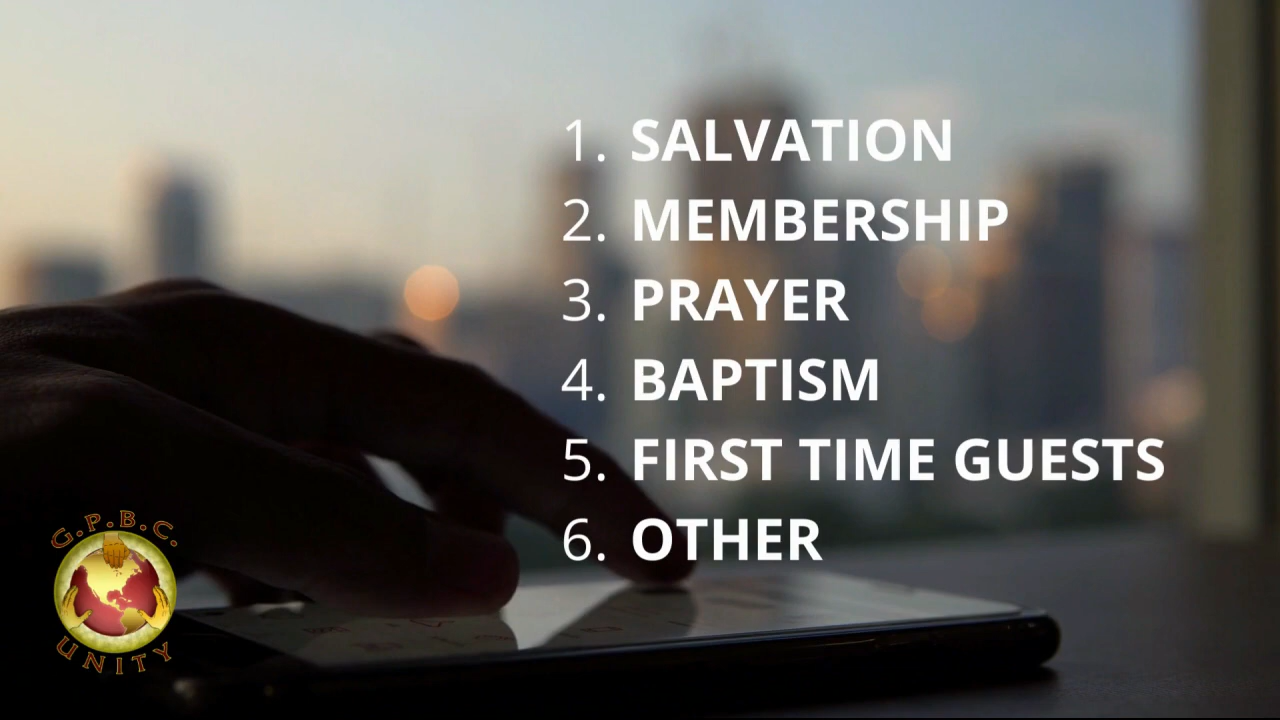 1. SALVATION
2. MEMBERSHIP
3. PRAYER
4. BAPTISM
5. FIRST TIME GUESTS
6. OTHER
G.P.B.C.
UNITY